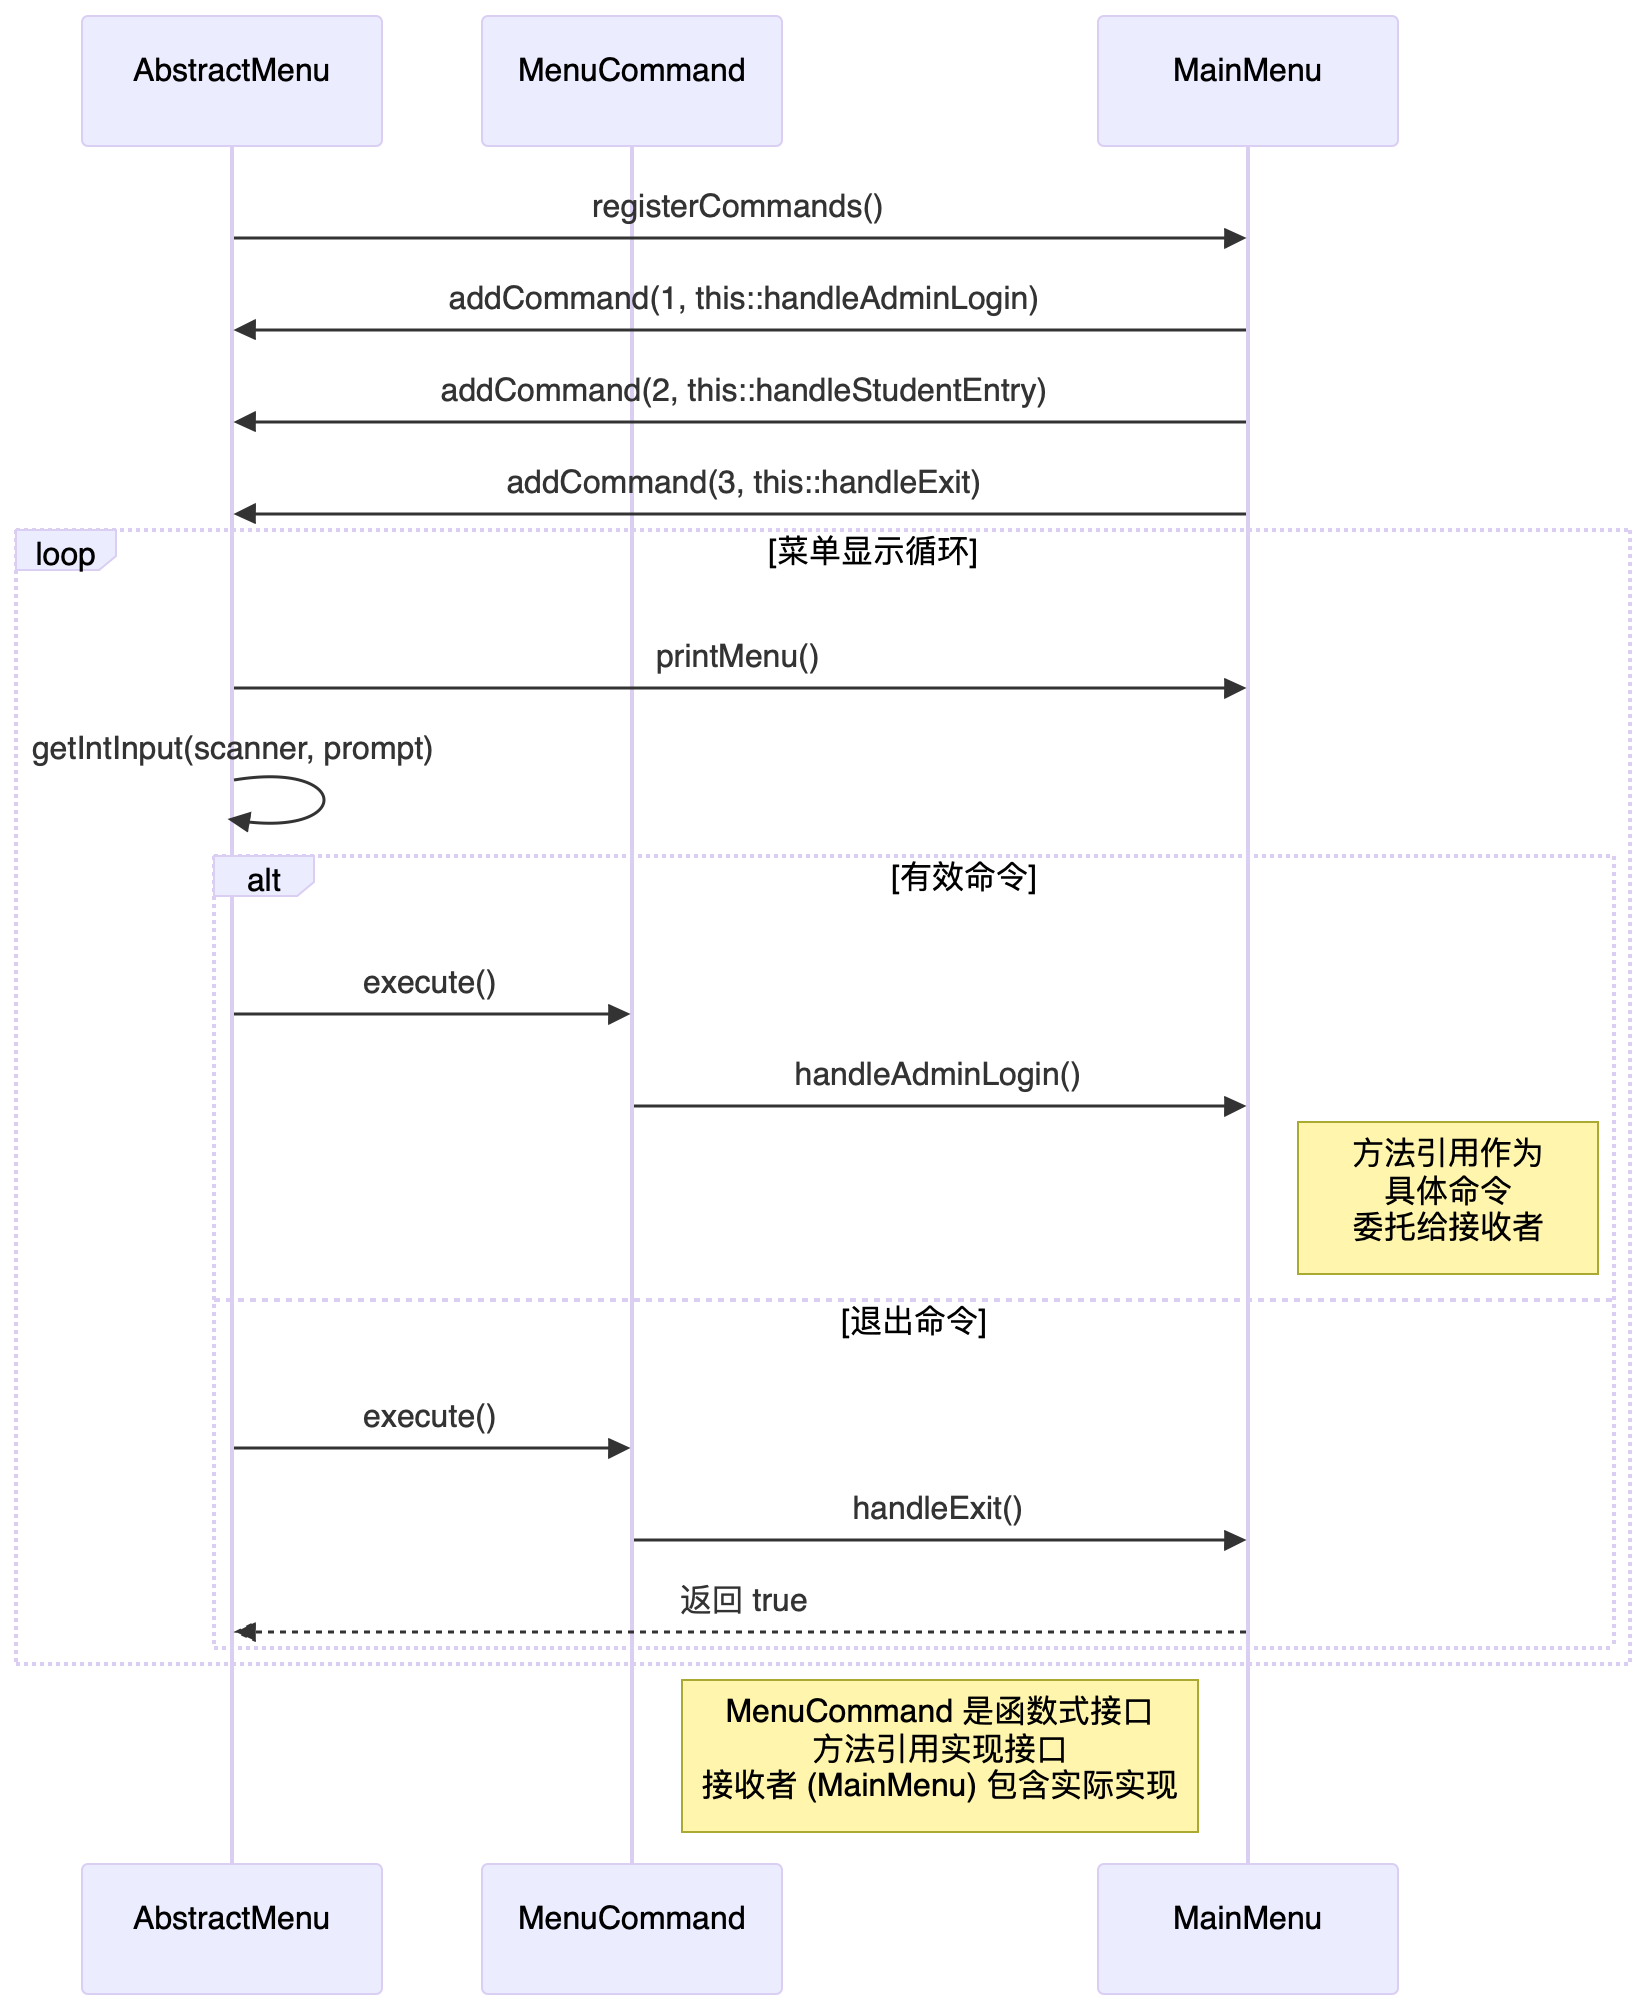 AbstractMenu
MenuCommand
MainMenu
registerCommands()
addCommand(1, this::handleAdminLogin)
addCommand(2, this::handleStudentEntry)
addCommand(3, this::handleExit)
loop
[菜单显示循环]
printMenu()
getIntInput(scanner, prompt)
alt
[有效命令]
execute()
handleAdminLogin()
方法引用作为
具体命令
委托给接收者
[退出命令]
execute()
handleExit()
返回 true
MenuCommand 是函数式接口
方法引用实现接口
接收者 (MainMenu) 包含实际实现
AbstractMenu
MenuCommand
MainMenu